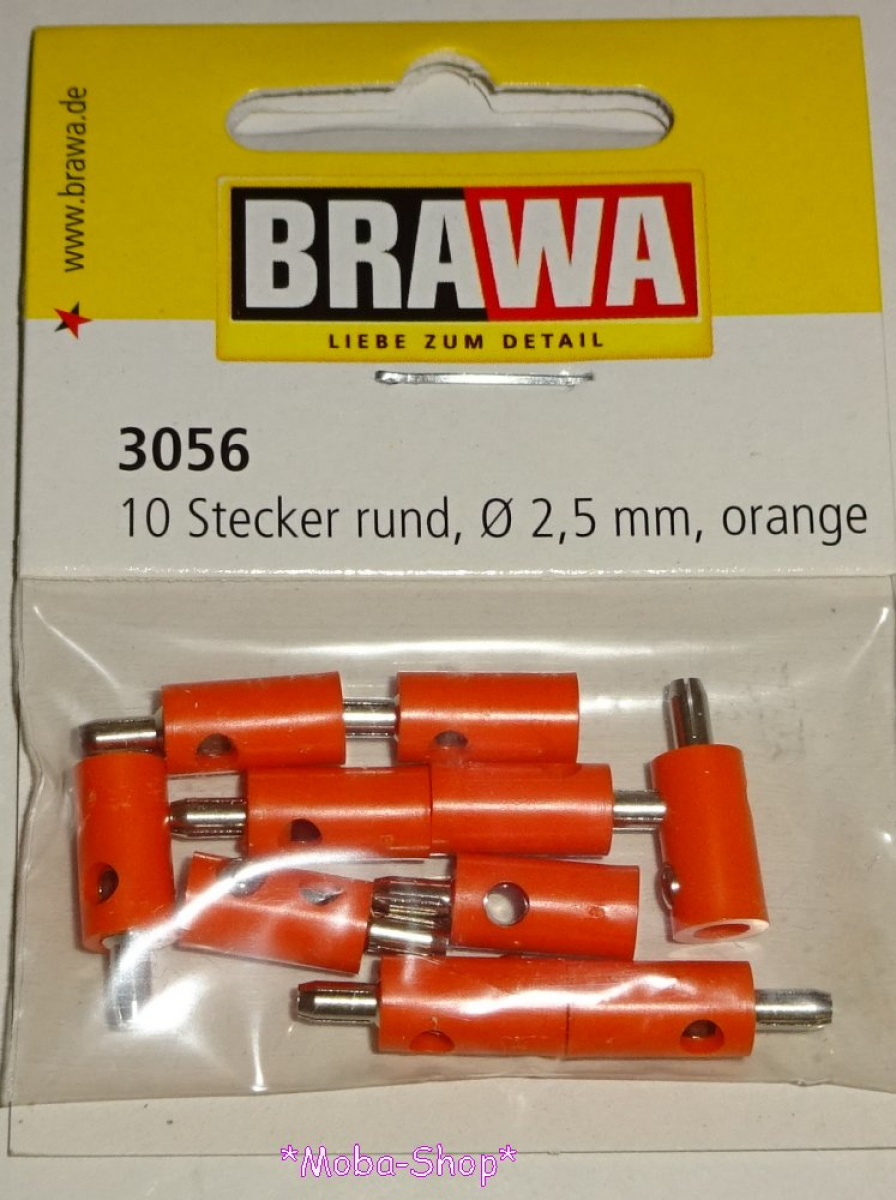 www.brawa.de
BRAWA
LIEBE ZUM DETAIL
3056
10 Stecker rund, Ø 2,5 mm, orange
*Moba-Shop*